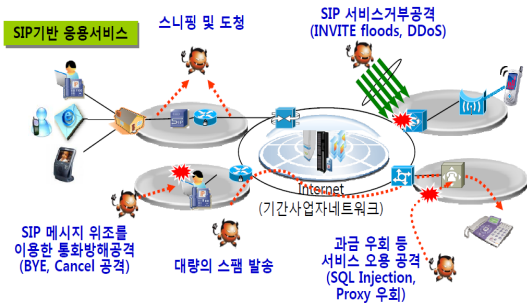 SIP기반 응용서비스
스니핑 및 도청
SIP 서비스거부공격
(INVITE floods, DDoS)
SIP
Internet
(기간사업자네트워크)
SIP 메시지 위조를
이용한 통화방해공격
(BYE, Cancel 공격)
대량의 스팸 발송
과금 우회 등
서비스 오용 공격
(SQL Injection,
Proxy 우회)